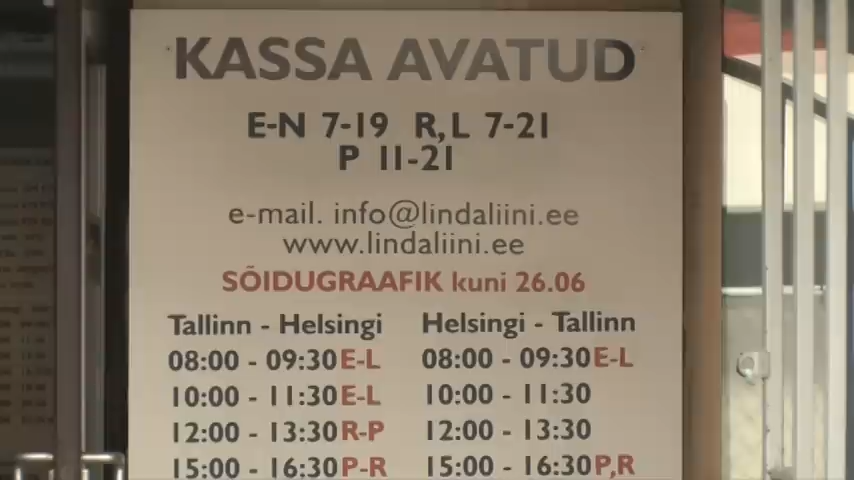 KASSA AVATUD
E-N 7-19 R,L 7-21
P 11-21
e-mail. info@lindaliini.ee
www.lindaliini.ee
SÕIDUGRAAFIK kuni 26.06
Tallinn - Helsingi Helsingi - Tallinn
08:00 - 09:30 E-L 08:00 - 09:30 E-L
10:00 - 11:30 E-L 10:00 - 11:30
12:00 - 13:30 R-P 12:00 - 13:30
15:00 - 16:30 P-R 15:00 - 16:30 P,R